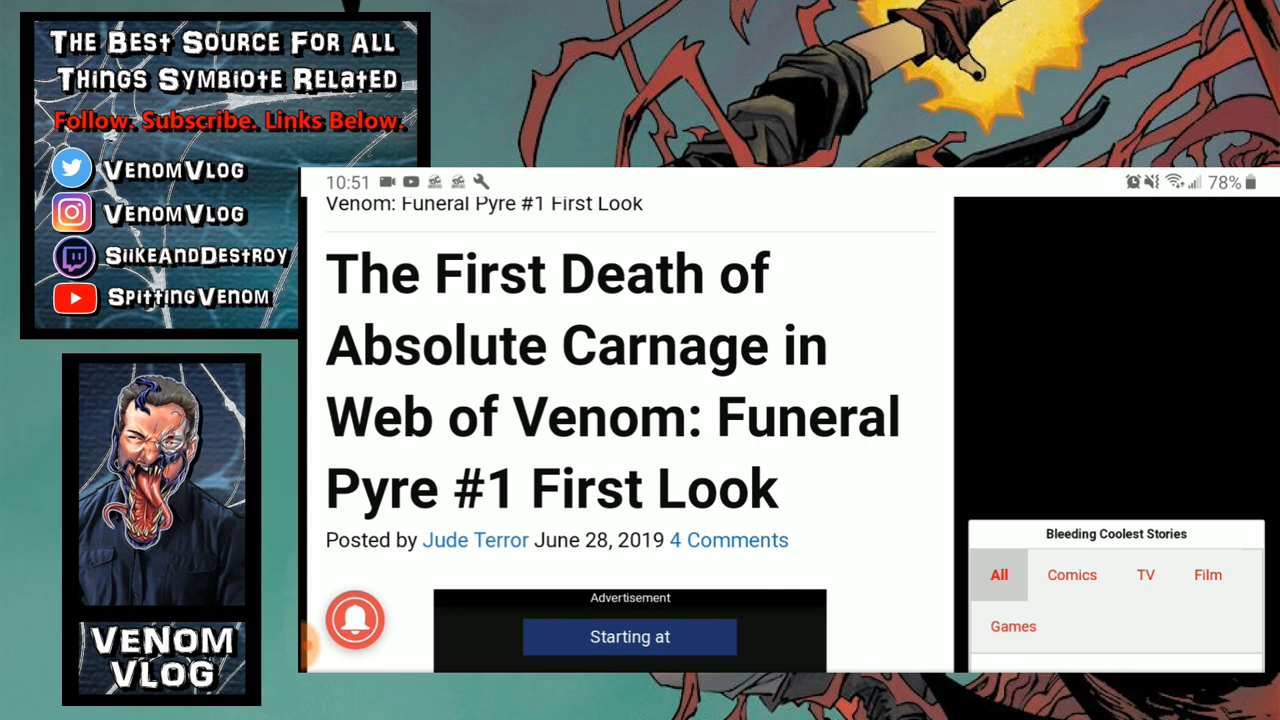 The Best Source For All
Things Symbiote Related
Follow. Subscribe. Links Below.
VenomVlog
VenomVlog
SiikeAndDestroy
SpittingVenom
VENOM
VLOG
10:51
78%
Venom: Funeral Pyre #1 First Look
The First Death of
Absolute Carnage in
Web of Venom: Funeral
Pyre #1 First Look
Posted by Jude Terror June 28, 2019 4 Comments
Advertisement
Starting at
Bleeding Coolest Stories
All Comics TV Film
Games